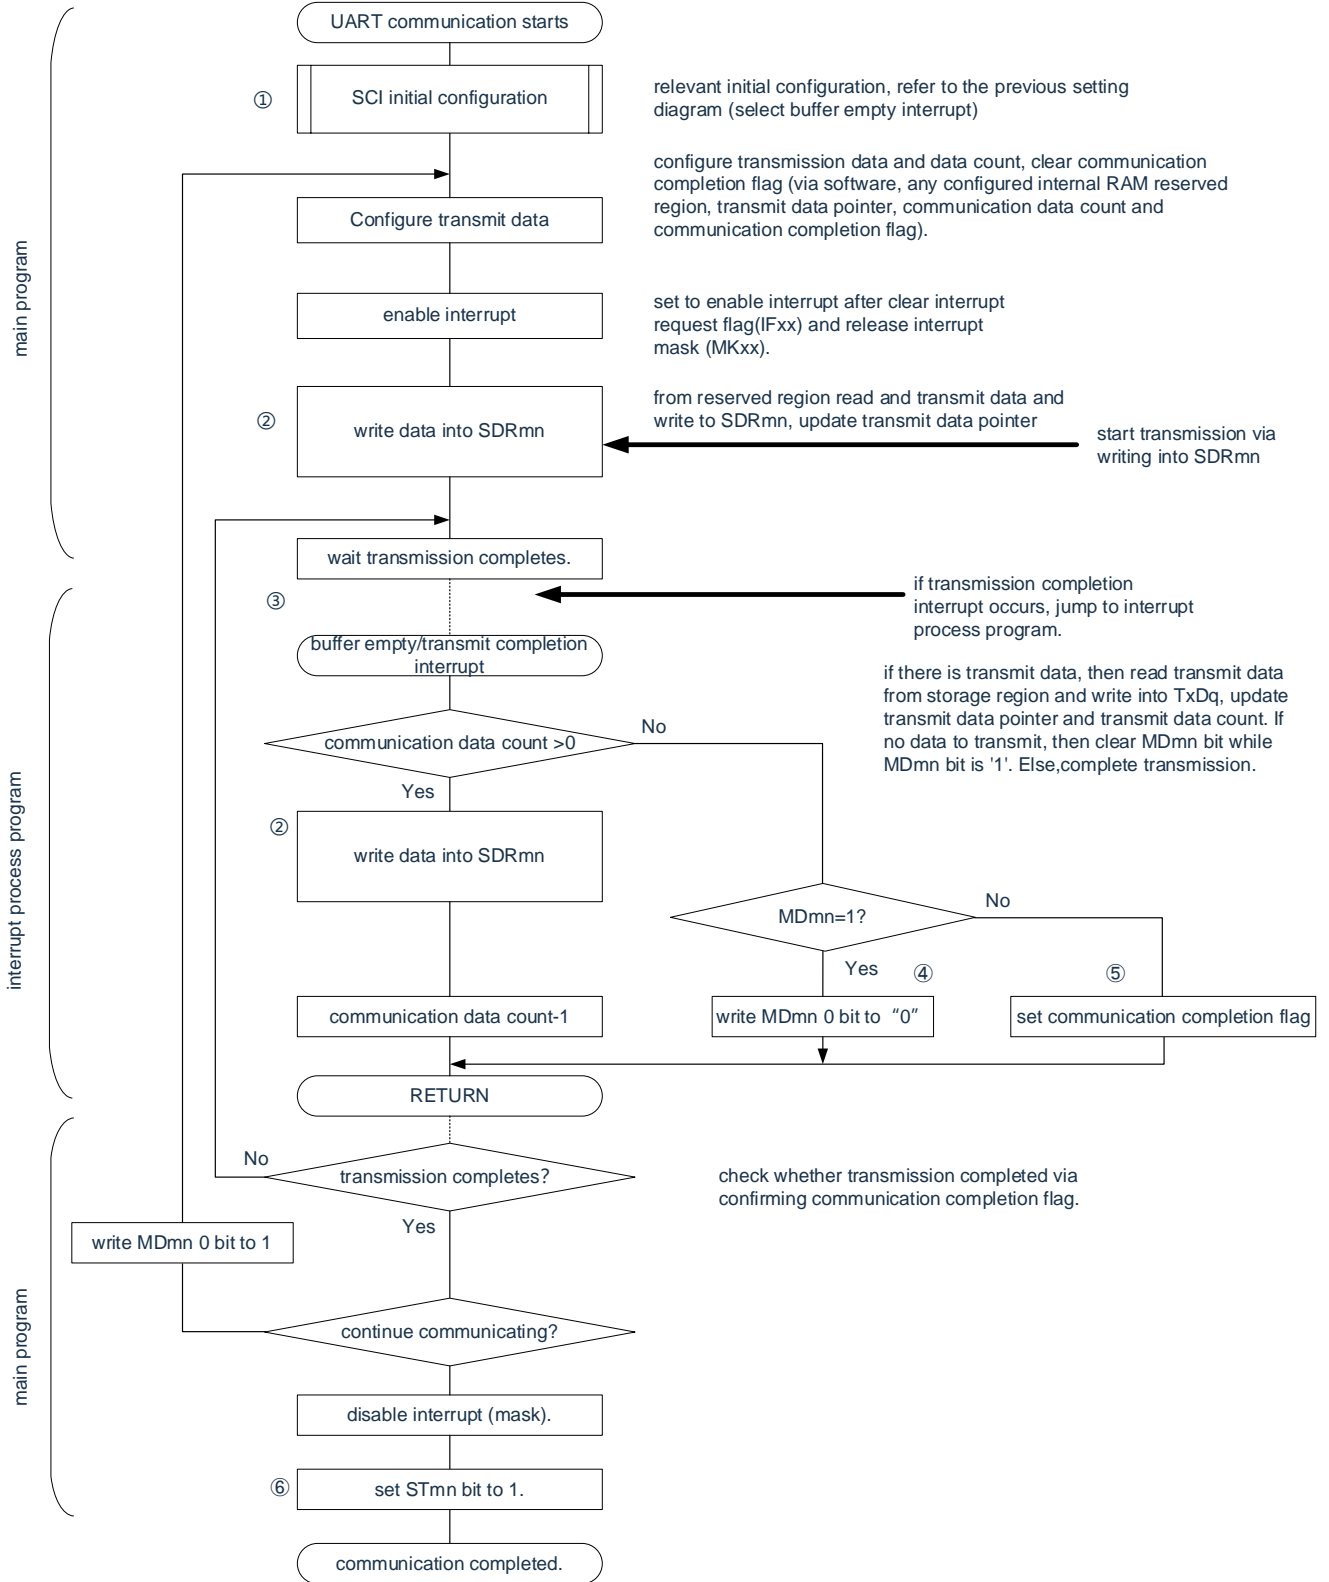 UART communication starts
①
SCI initial configuration
relevant initial configuration, refer to the previous setting
diagram (select buffer empty interrupt)
configure transmission data and data count, clear communication
completion flag (via software, any configured internal RAM reserved
region, transmit data pointer, communication data count and
communication completion flag).
Configure transmit data
main program
enable interrupt
set to enable interrupt after clear interrupt
request flag(IFxx) and release interrupt
mask (MKxx).
②
write data into SDRmn
from reserved region read and transmit data and
write to SDRmn, update transmit data pointer
start transmission via
writing into SDRmn
wait transmission completes.
③
if transmission completion
interrupt occurs, jump to interrupt
process program.
buffer empty/transmit completion
interrupt
if there is transmit data, then read transmit data
from storage region and write into TxDq, update
transmit data pointer and transmit data count. If
no data to transmit, then clear MDmn bit while
MDmn bit is '1'. Else,complete transmission.
communication data count >0
No
Yes
interrupt process program
②
write data into SDRmn
MDmn=1?
No
Yes
④
⑤
communication data count-1
write MDmn 0 bit to “0”
set communication completion flag
RETURN
No
transmission completes?
check whether transmission completed via
confirming communication completion flag.
Yes
write MDmn 0 bit to 1
main program
continue communicating?
disable interrupt (mask).
⑥
set STmn bit to 1.
communication completed.